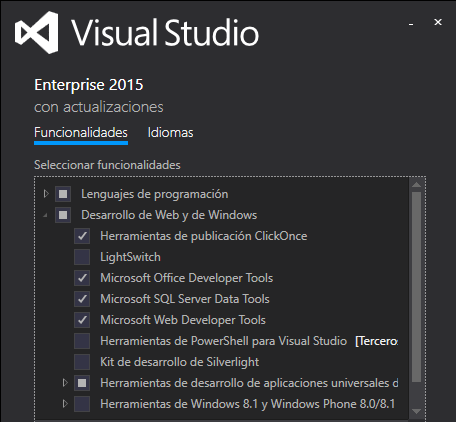 Visual Studio
Enterprise 2015
con actualizaciones
Funcionalidades Idiomas
Seleccionar funcionalidades
Lenguajes de programación
Desarrollo de Web y de Windows
Herramientas de publicación ClickOnce
LightSwitch
Microsoft Office Developer Tools
Microsoft SQL Server Data Tools
Microsoft Web Developer Tools
Herramientas de PowerShell para Visual Studio [Terceros
Kit de desarrollo de Silverlight
Herramientas de desarrollo de aplicaciones universales d
Herramientas de Windows 8.1 y Windows Phone 8.0/8.1